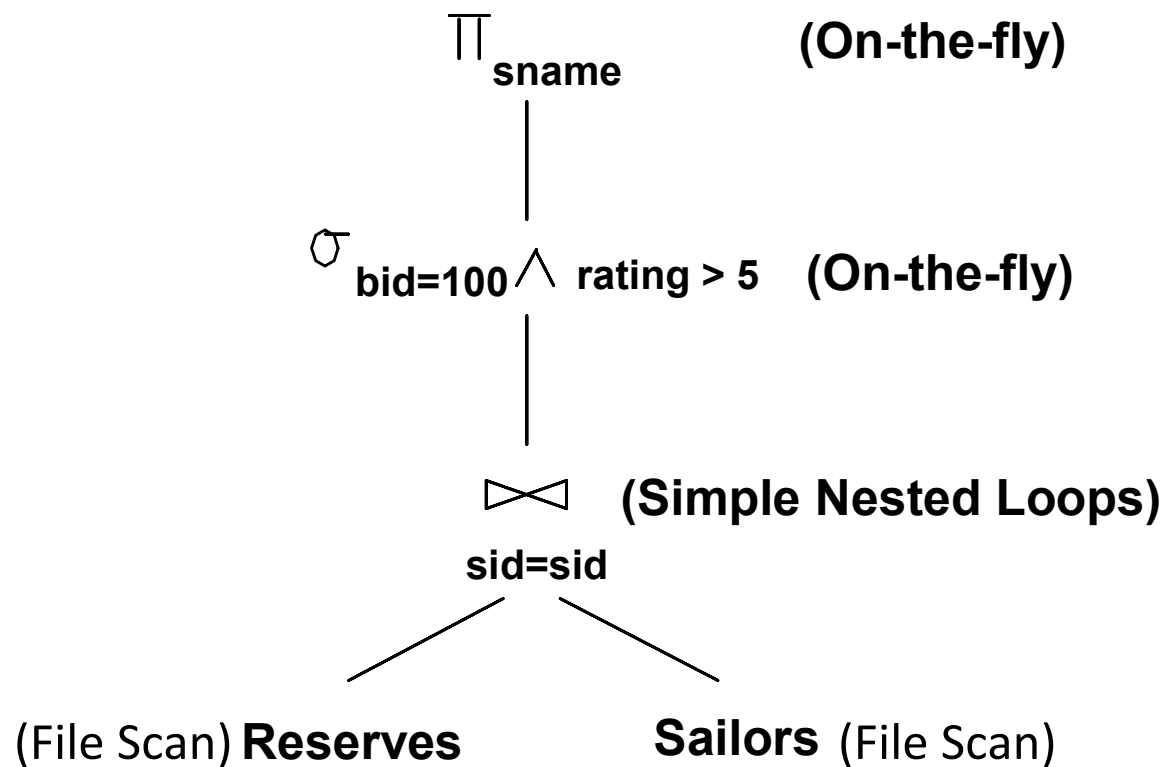 ∏ sname (On-the-fly)
σ bid=100 ∧ rating > 5 (On-the-fly)
⋈ (Simple Nested Loops)
sid=sid
(File Scan) Reserves Sailors (File Scan)